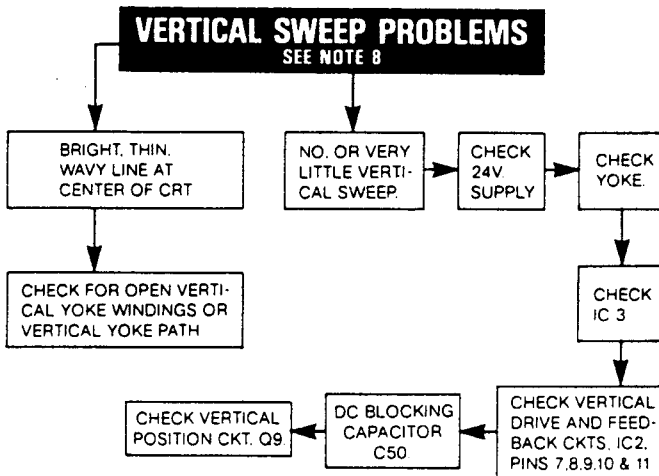 VERTICAL SWEEP PROBLEMS
SEE NOTE 8
BRIGHT, THIN,
WAVY LINE AT
CENTER OF CRT
NO, OR VERY
LITTLE VERTI-
CAL SWEEP.
CHECK
24V.
SUPPLY
CHECK
YOKE.
CHECK FOR OPEN VERTI-
CAL YOKE WINDINGS OR
VERTICAL YOKE PATH
CHECK
IC 3
CHECK VERTICAL
DRIVE AND FEED-
BACK CKTS, IC2,
PINS 7,8,9,10 & 11
DC BLOCKING
CAPACITOR
C50.
CHECK VERTICAL
POSITION CKT. Q9.